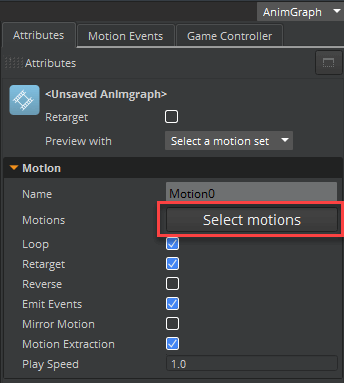 AnimGraph
Attributes Motion Events Game Controller
Attributes
<Unsaved Animgraph>
Retarget
Preview with Select a motion set
Motion
Name Motion0
Motions Select motions
Loop
Retarget
Reverse
Emit Events
Mirror Motion
Motion Extraction
Play Speed 1.0